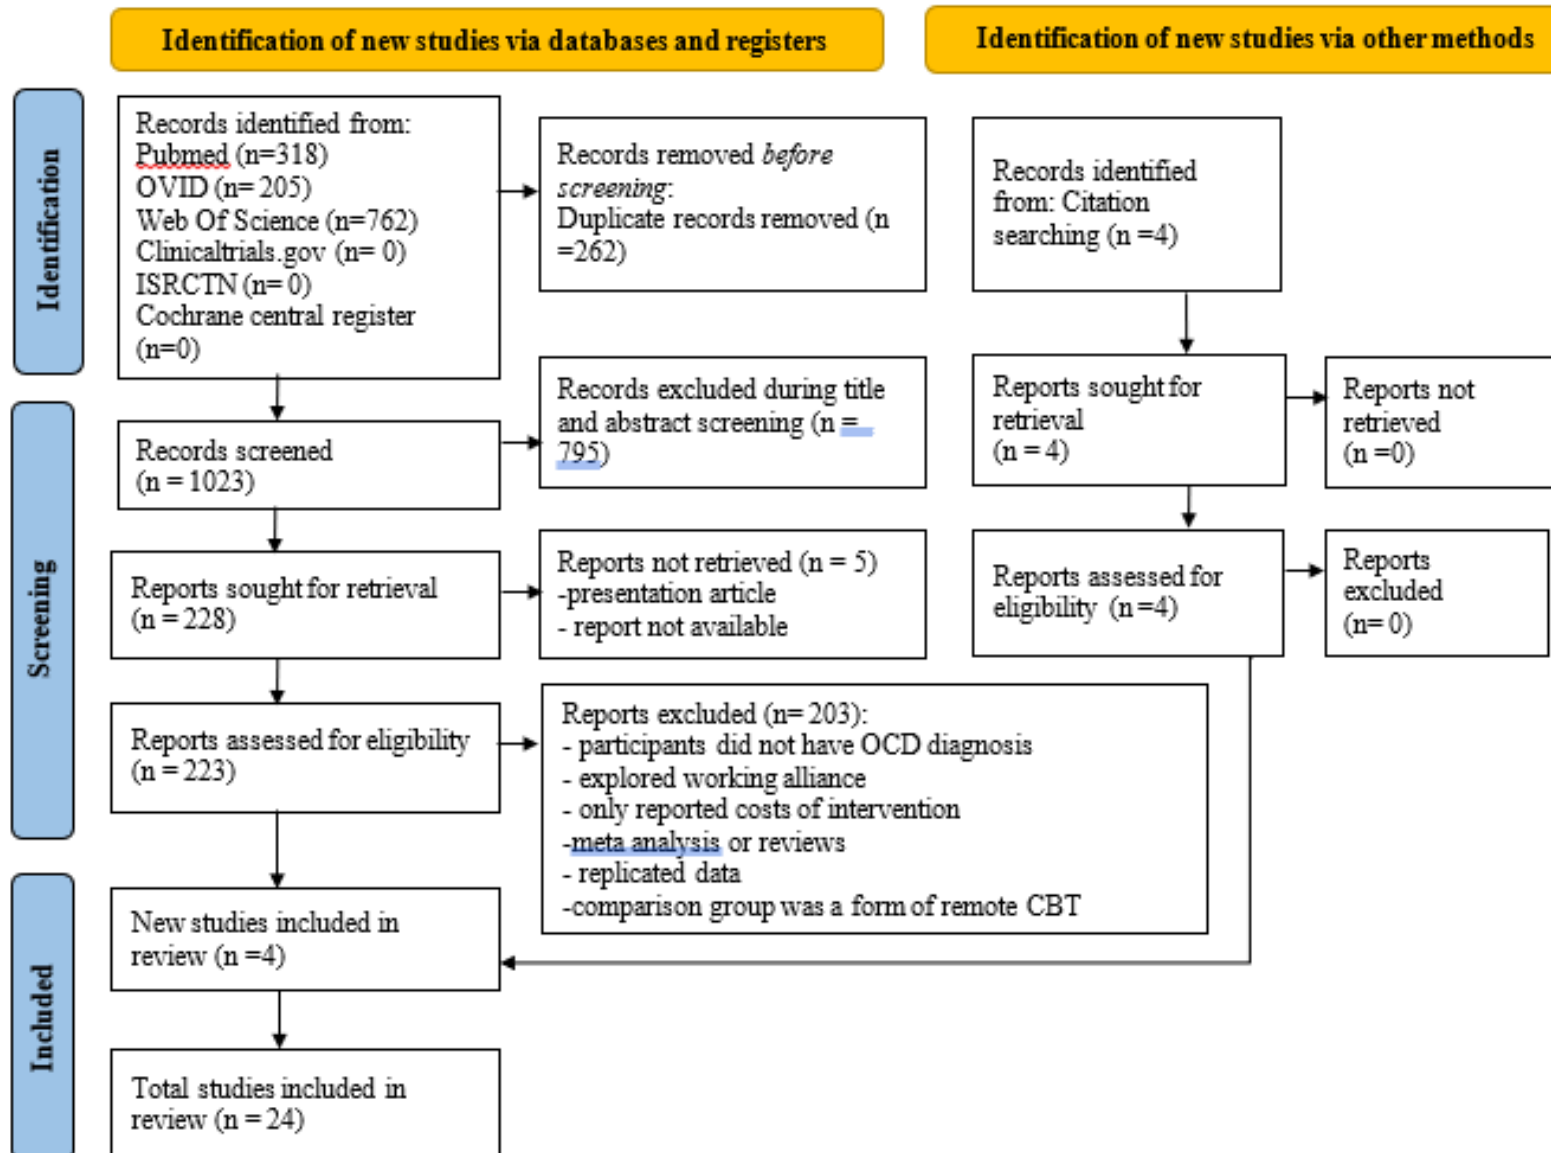 Identification of new studies via databases and registers
Identification of new studies via other methods
Identification
Records identified from:
Pubmed (n=318)
OVID (n= 205)
Web Of Science (n=762)
Clinicaltrials.gov (n= 0)
ISRCTN (n= 0)
Cochrane central register
(n=0)
Records removed before
screening:
Duplicate records removed (n
=262)
Records identified
from: Citation
searching (n =4)
Screening
Records screened
(n = 1023)
Records excluded during title
and abstract screening (n =
795)
Reports sought for
retrieval
(n = 4)
Reports not
retrieved
(n =0)
Reports sought for retrieval
(n = 228)
Reports not retrieved (n = 5)
-presentation article
- report not available
Reports assessed for
eligibility (n =4)
Reports
excluded
(n= 0)
Reports assessed for eligibility
(n = 223)
Reports excluded (n= 203):
- participants did not have OCD diagnosis
- explored working alliance
- only reported costs of intervention
-meta analysis or reviews
- replicated data
-comparison group was a form of remote CBT
Included
New studies included in
review (n =4)
Total studies included in
review (n = 24)